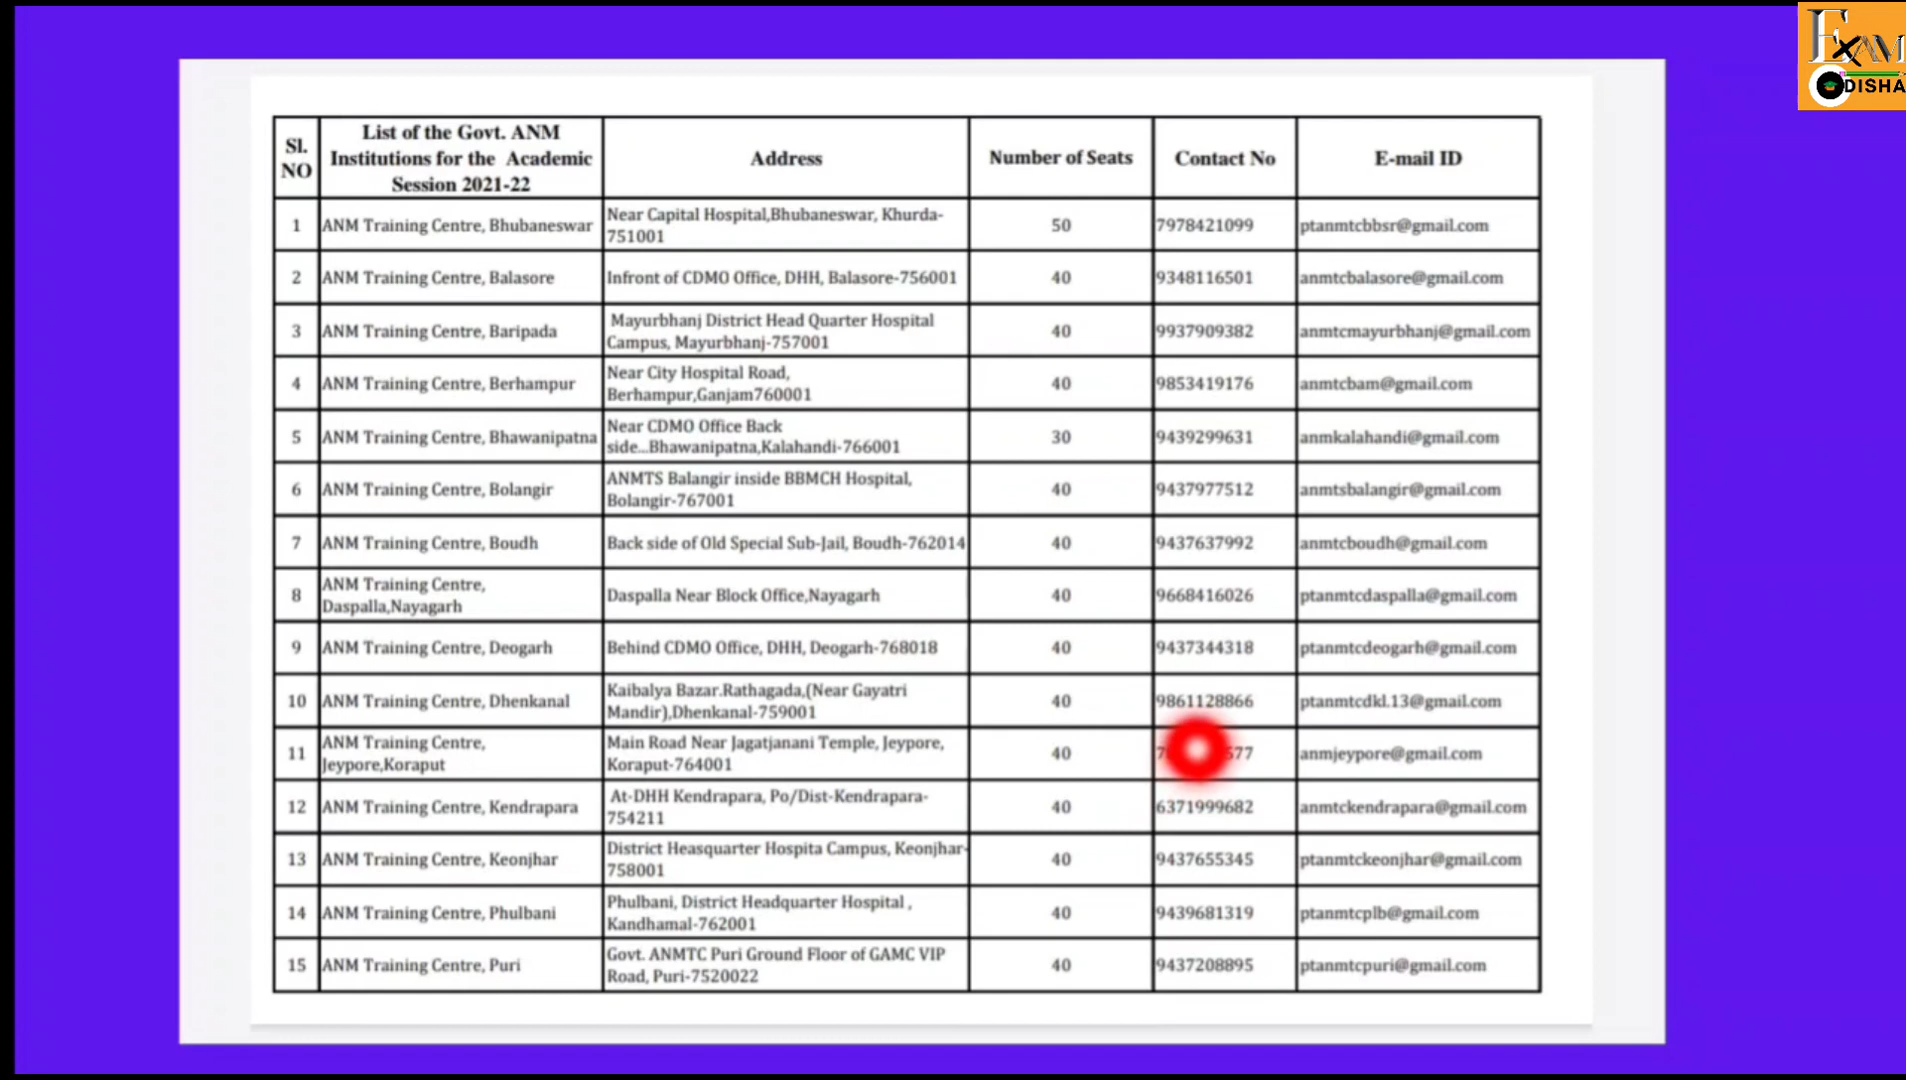 Sl. NO
List of the Govt. ANM Institutions for the Academic Session 2021-22
Address
Number of Seats
Contact No
E-mail ID
1
ANM Training Centre, Bhubaneswar
Near Capital Hospital,Bhubaneswar, Khurda-
751001
50
7978421099
ptanmtcbbsr@gmail.com
2
ANM Training Centre, Balasore
Infront of CDMO Office, DHH, Balasore-756001
40
9348116501
anmtcbalasore@gmail.com
3
ANM Training Centre, Baripada
Mayurbhanj District Head Quarter Hospital
Campus, Mayurbhanj-757001
40
9937909382
anmtcmayurbhanj@gmail.com
4
ANM Training Centre, Berhampur
Near City Hospital Road,
Berhampur,Ganjam760001
40
9853419176
anmtcbam@gmail.com
5
ANM Training Centre, Bhawanipatna
Near CDMO Office Back
side...Bhawanipatna,Kalahandi-766001
30
9439299631
anmkalahandi@gmail.com
6
ANM Training Centre, Bolangir
ANMTS Balangir inside BBMCH Hospital,
Bolangir-767001
40
9437977512
anmtsbalangir@gmail.com
7
ANM Training Centre, Boudh
Back side of Old Special Sub-Jail, Boudh-762014
40
9437637992
anmtcboudh@gmail.com
8
ANM Training Centre,
Daspalla,Nayagarh
Daspalla Near Block Office,Nayagarh
40
9668416026
ptanmtcdaspalla@gmail.com
9
ANM Training Centre, Deogarh
Behind CDMO Office, DHH, Deogarh-768018
40
9437344318
ptanmtcdeogarh@gmail.com
10
ANM Training Centre, Dhenkanal
Kaibalya Bazar.Rathagada,(Near Gayatri
Mandir),Dhenkanal-759001
40
9861128866
ptanmtcdkl.13@gmail.com
11
ANM Training Centre,
Jeypore,Koraput
Main Road Near Jagatjanani Temple, Jeypore,
Koraput-764001
40
anmjeypore@gmail.com
12
ANM Training Centre, Kendrapara
At-DHH Kendrapara, Po/Dist-Kendrapara-
754211
40
6371999682
anmtckendrapara@gmail.com
13
ANM Training Centre, Keonjhar
District Heasquarter Hospita Campus, Keonjhar-
758001
40
9437655345
ptanmtckeonjhar@gmail.com
14
ANM Training Centre, Phulbani
Phulbani, District Headquarter Hospital ,
Kandhamal-762001
40
9439681319
ptanmtcplb@gmail.com
15
ANM Training Centre, Puri
Govt. ANMTC Puri Ground Floor of GAMC VIP
Road, Puri-7520022
40
9437208895
ptanmtcpuri@gmail.com
EXAM
ODISHA